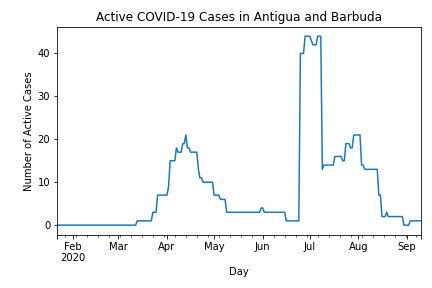 Active COVID-19 Cases in Antigua and Barbuda
Number of Active Cases
40
30
20
10
0
Feb Mar Apr May Jun Jul Aug Sep
2020
Day